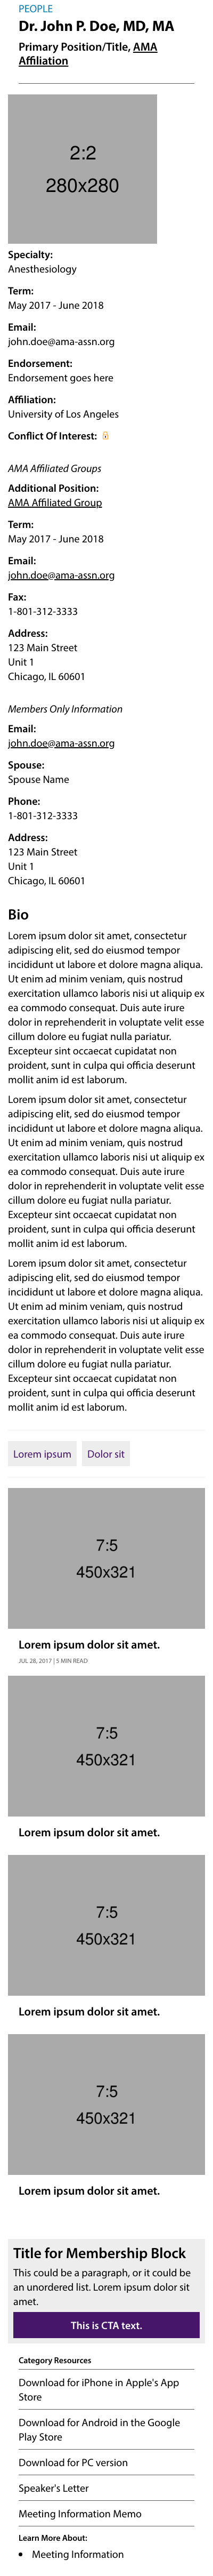 PEOPLE
Dr. John P. Doe, MD, MA
Primary Position/Title, AMA
Affiliation
2:2
280x280
Specialty:
Anesthesiology
Term:
May 2017 - June 2018
Email:
john.doe@ama-assn.org
Endorsement:
Endorsement goes here
Affiliation:
University of Los Angeles
Conflict Of Interest:
AMA Affiliated Groups
Additional Position:
AMA Affiliated Group
Term:
May 2017 - June 2018
Email:
john.doe@ama-assn.org
Fax:
1-801-312-3333
Address:
123 Main Street
Unit 1
Chicago, IL 60601
Members Only Information
Email:
john.doe@ama-assn.org
Spouse:
Spouse Name
Phone:
1-801-312-3333
Address:
123 Main Street
Unit 1
Chicago, IL 60601
Bio
Lorem ipsum dolor sit amet, consectetur
adipiscing elit, sed do eiusmod tempor
incididunt ut labore et dolore magna aliqua.
Ut enim ad minim veniam, quis nostrud
exercitation ullamco laboris nisi ut aliquip ex
ea commodo consequat. Duis aute irure
dolor in reprehenderit in voluptate velit esse
cillum dolore eu fugiat nulla pariatur.
Excepteur sint occaecat cupidatat non
proident, sunt in culpa qui officia deserunt
mollit anim id est laborum.
Lorem ipsum dolor sit amet, consectetur
adipiscing elit, sed do eiusmod tempor
incididunt ut labore et dolore magna aliqua.
Ut enim ad minim veniam, quis nostrud
exercitation ullamco laboris nisi ut aliquip ex
ea commodo consequat. Duis aute irure
dolor in reprehenderit in voluptate velit esse
cillum dolore eu fugiat nulla pariatur.
Excepteur sint occaecat cupidatat non
proident, sunt in culpa qui officia deserunt
mollit anim id est laborum.
Lorem ipsum dolor sit amet, consectetur
adipiscing elit, sed do eiusmod tempor
incididunt ut labore et dolore magna aliqua.
Ut enim ad minim veniam, quis nostrud
exercitation ullamco laboris nisi ut aliquip ex
ea commodo consequat. Duis aute irure
dolor in reprehenderit in voluptate velit esse
cillum dolore eu fugiat nulla pariatur.
Excepteur sint occaecat cupidatat non
proident, sunt in culpa qui officia deserunt
mollit anim id est laborum.
Lorem ipsum Dolor sit
7:5
450x321
Lorem ipsum dolor sit amet.
JUL 28, 2017 | 5 MIN READ
7:5
450x321
Lorem ipsum dolor sit amet.
7:5
450x321
Lorem ipsum dolor sit amet.
7:5
450x321
Lorem ipsum dolor sit amet.
Title for Membership Block
This could be a paragraph, or it could be
an unordered list. Lorem ipsum dolor sit
amet.
This is CTA text.
Category Resources
Download for iPhone in Apple's App
Store
Download for Android in the Google
Play Store
Download for PC version
Speaker's Letter
Meeting Information Memo
Learn More About:
• Meeting Information